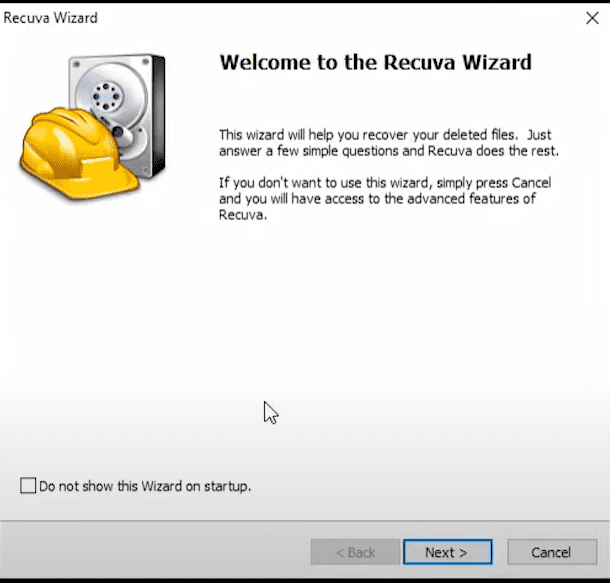 Recuva Wizard
Welcome to the Recuva Wizard
This wizard will help you recover your deleted files.  Just
answer a few simple questions and Recuva does the rest.
If you don't want to use this wizard, simply press Cancel
and you will have access to the advanced features of
Recuva.
Do not show this Wizard on startup.
< Back
Next >
Cancel